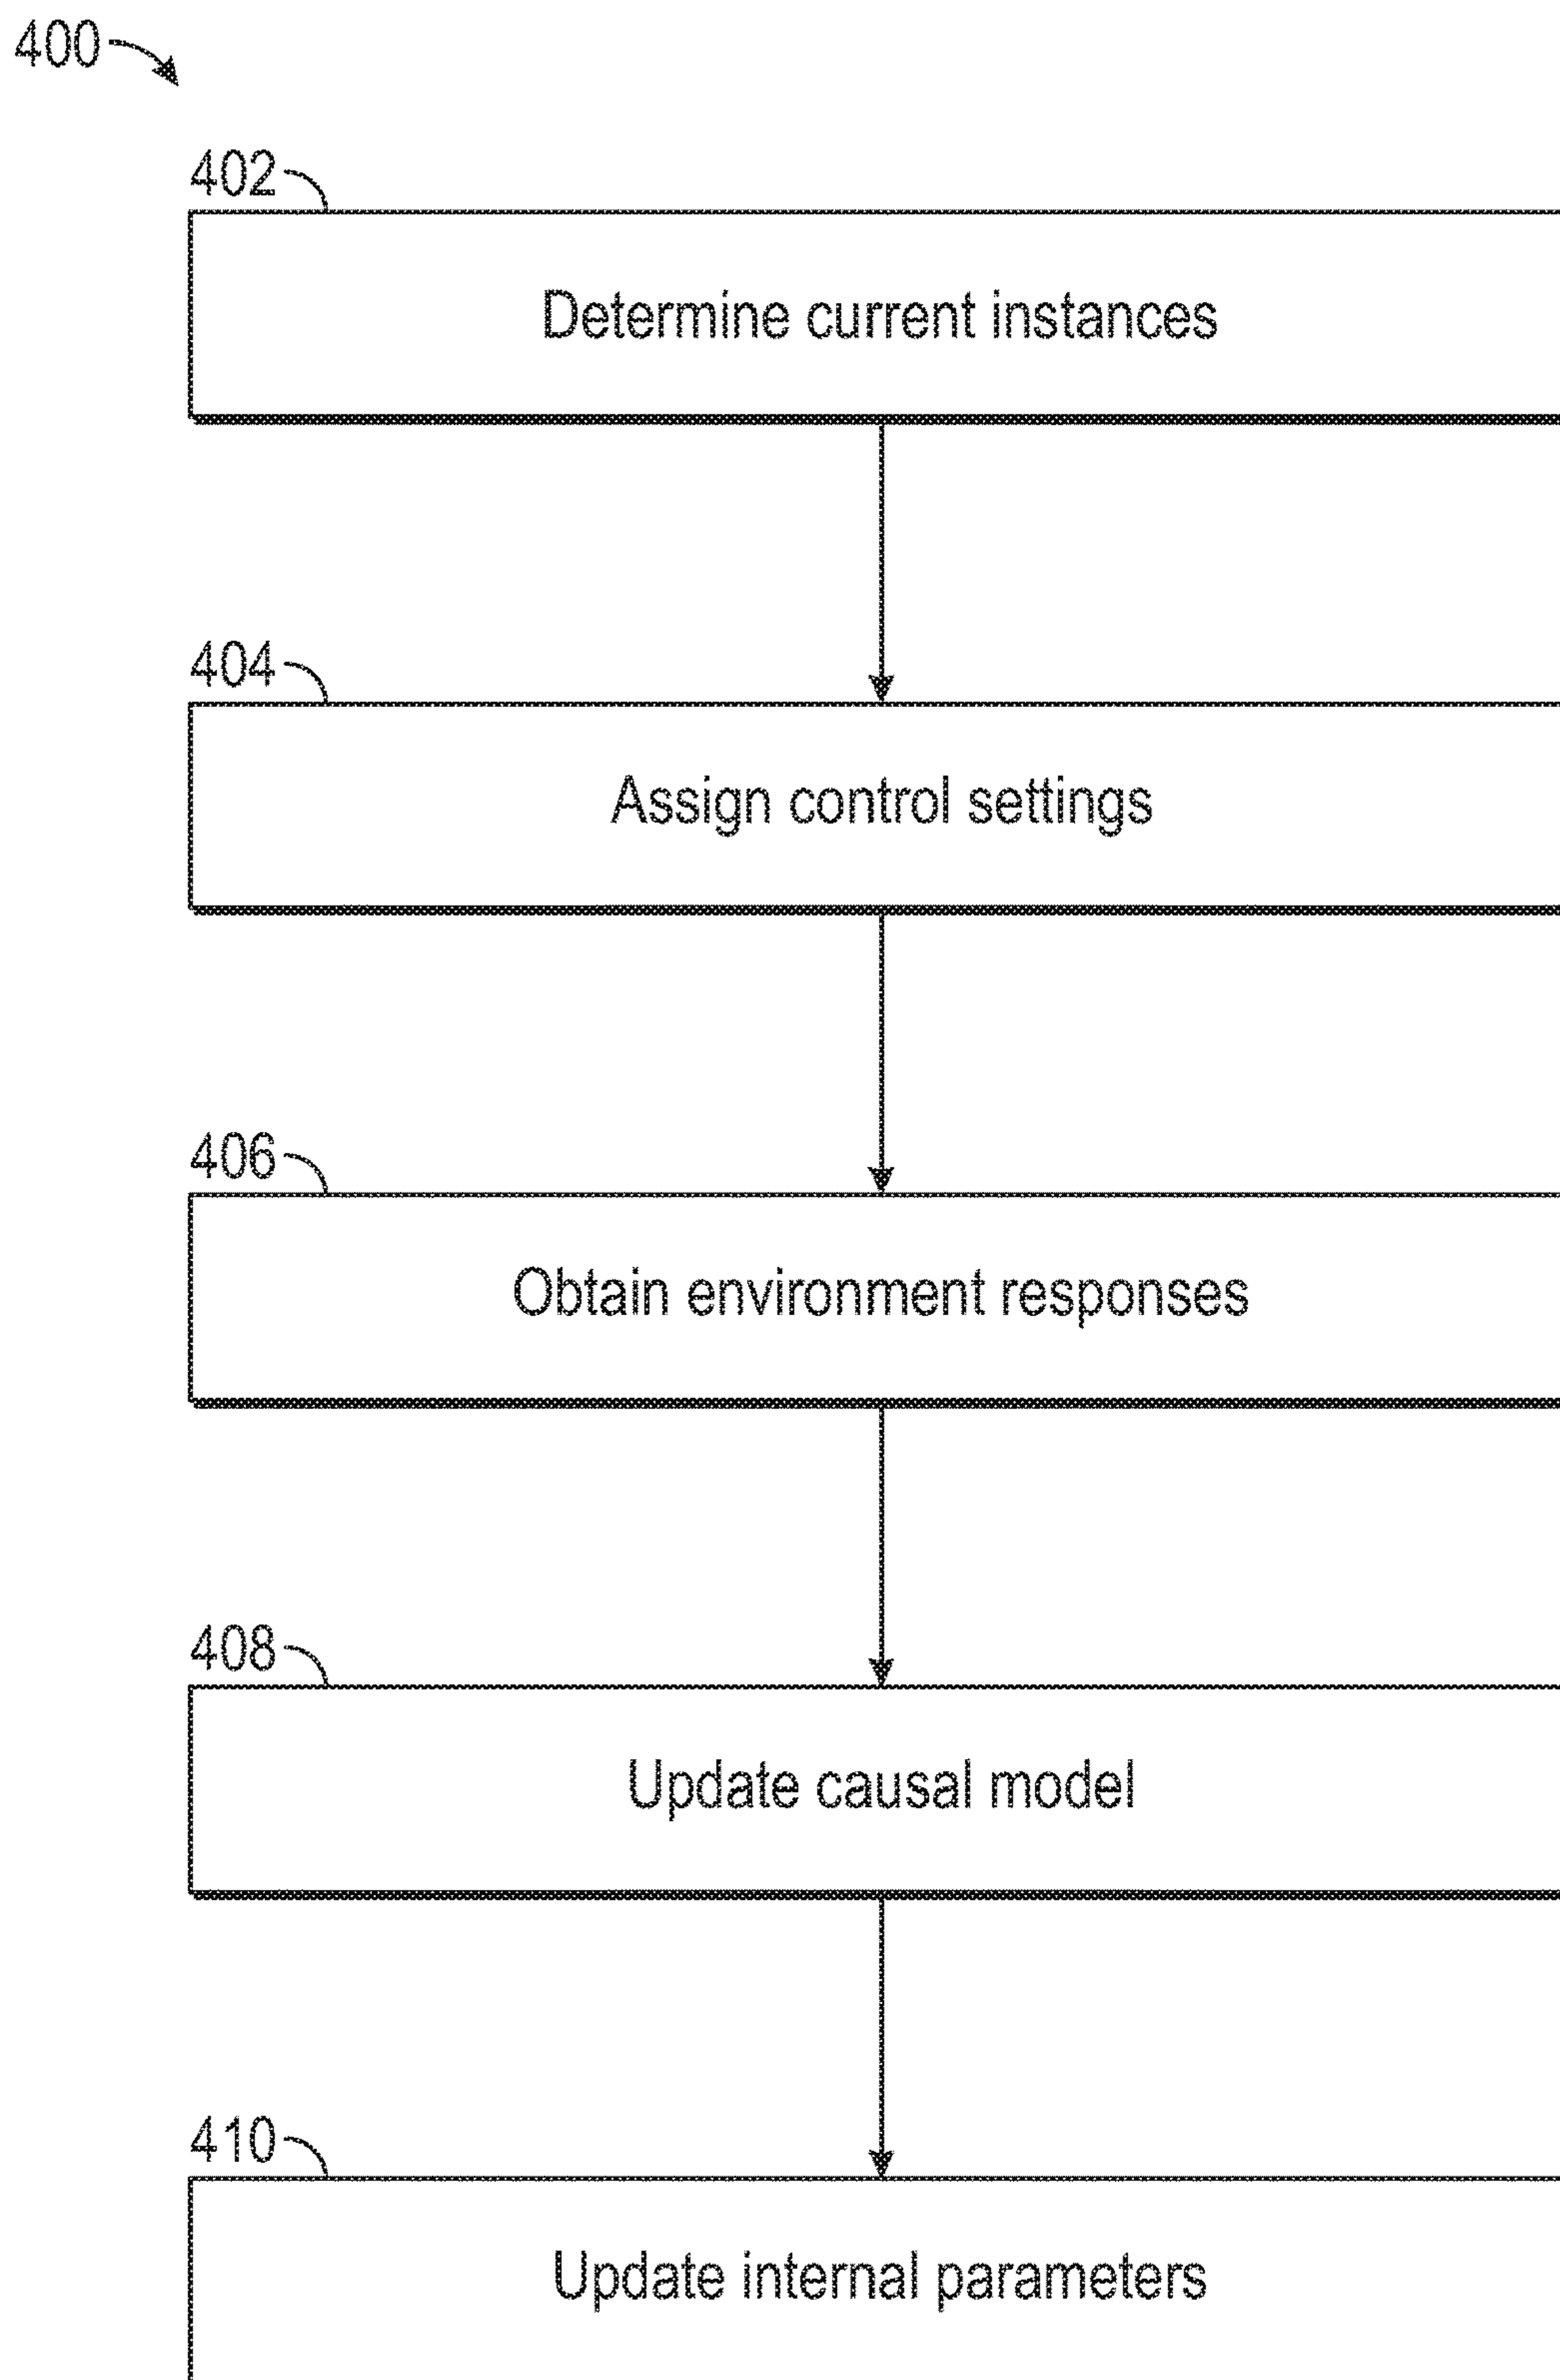 400
402
Determine current instances
404
Assign control settings
406
Obtain environment responses
408
Update causal model
410
Update internal parameters